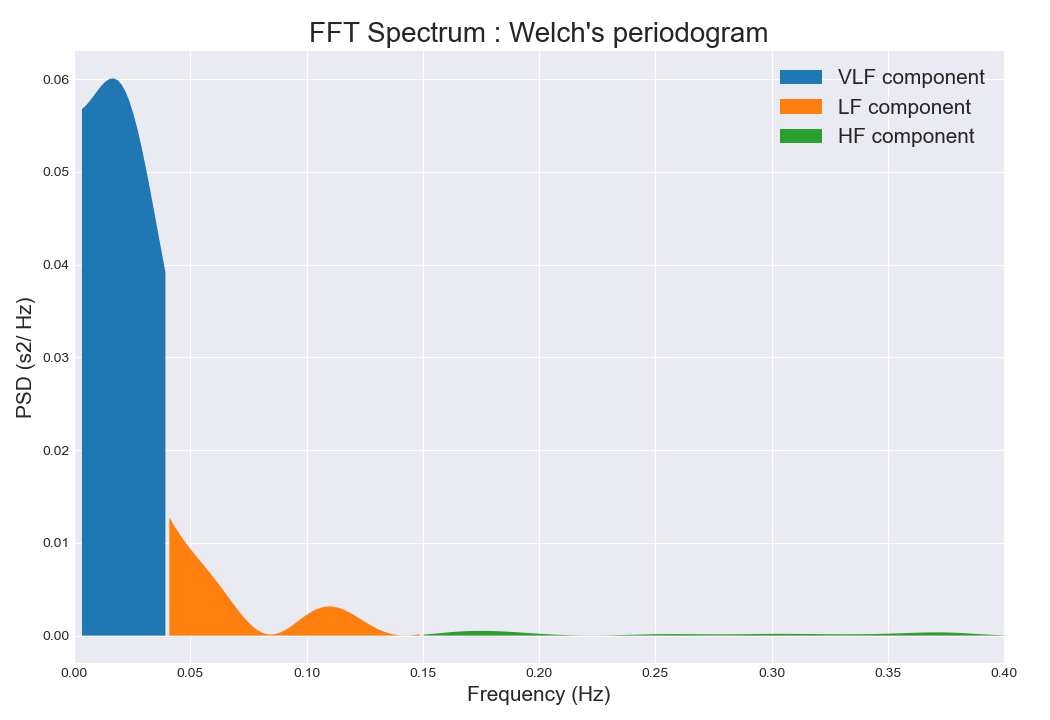 FFT Spectrum : Welch's periodogram
VLF component
LF component
HF component
0.06
0.05
0.04
0.03
0.02
0.01
0.00
PSD (s2/ Hz)
0.00 0.05 0.10 0.15 0.20 0.25 0.30 0.35 0.40
Frequency (Hz)